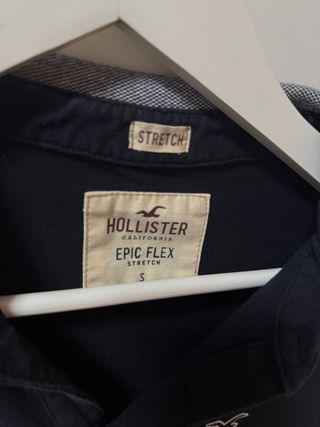 STRETCH
HOLLISTER
CALIFORNIA
EPIC FLEX
STRETCH
S